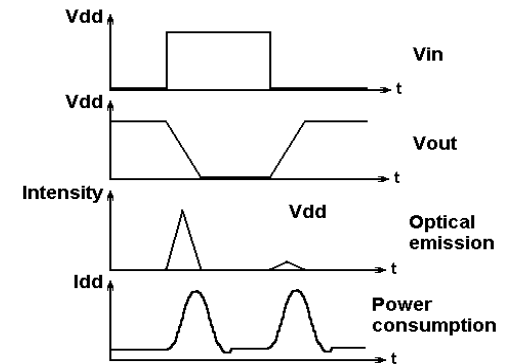 Vdd
Vin
t
Vdd
Vout
t
Intensity
Vdd
Optical
emission
t
Idd
Power
consumption
t